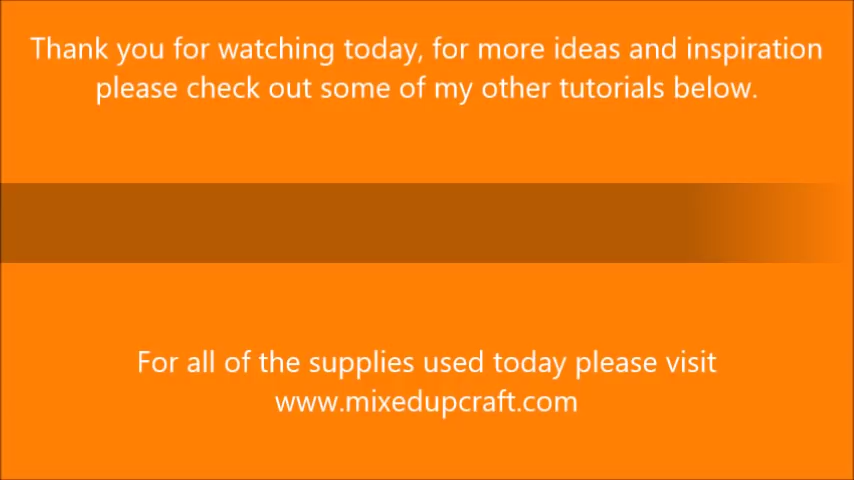 Thank you for watching today, for more ideas and inspiration
please check out some of my other tutorials below.
For all of the supplies used today please visit
www.mixedupcraft.com